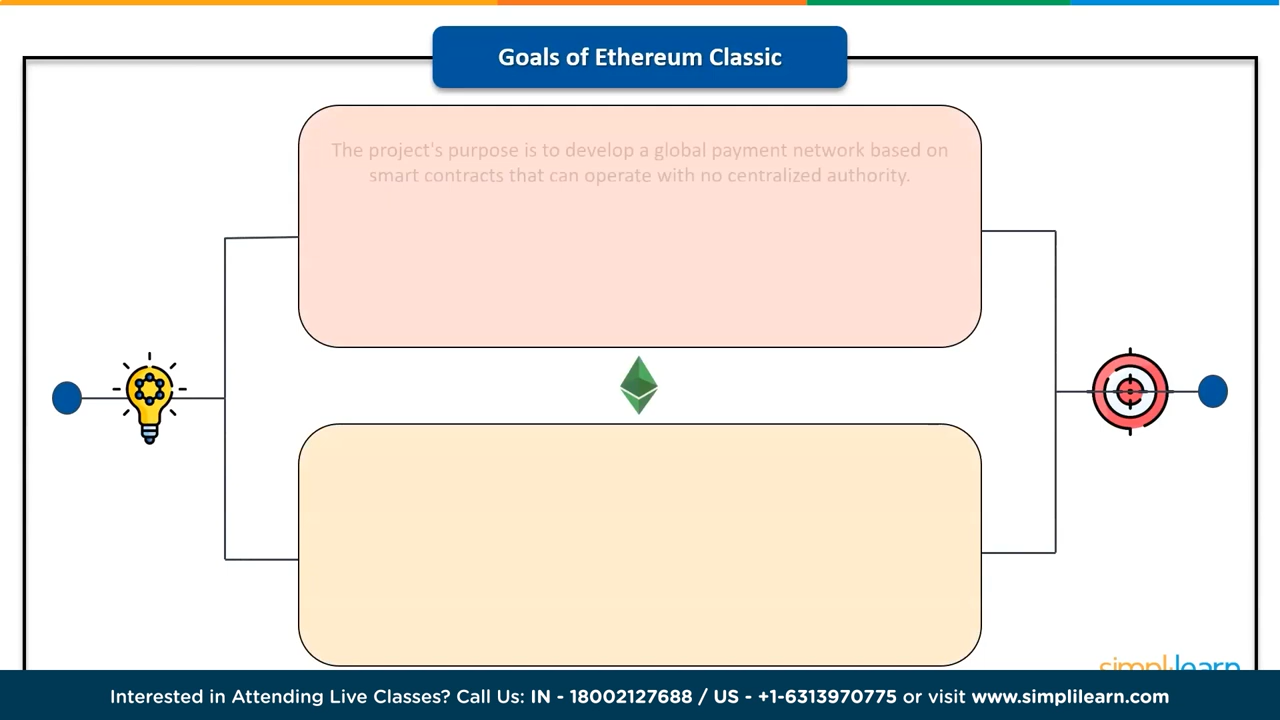 Goals of Ethereum Classic
The project's purpose is to develop a global payment network based on
smart contracts that can operate with no centralized authority.
simplilearn
Interested in Attending Live Classes? Call Us: IN - 18002127688 / US - +1-6313970775 or visit www.simplilearn.com